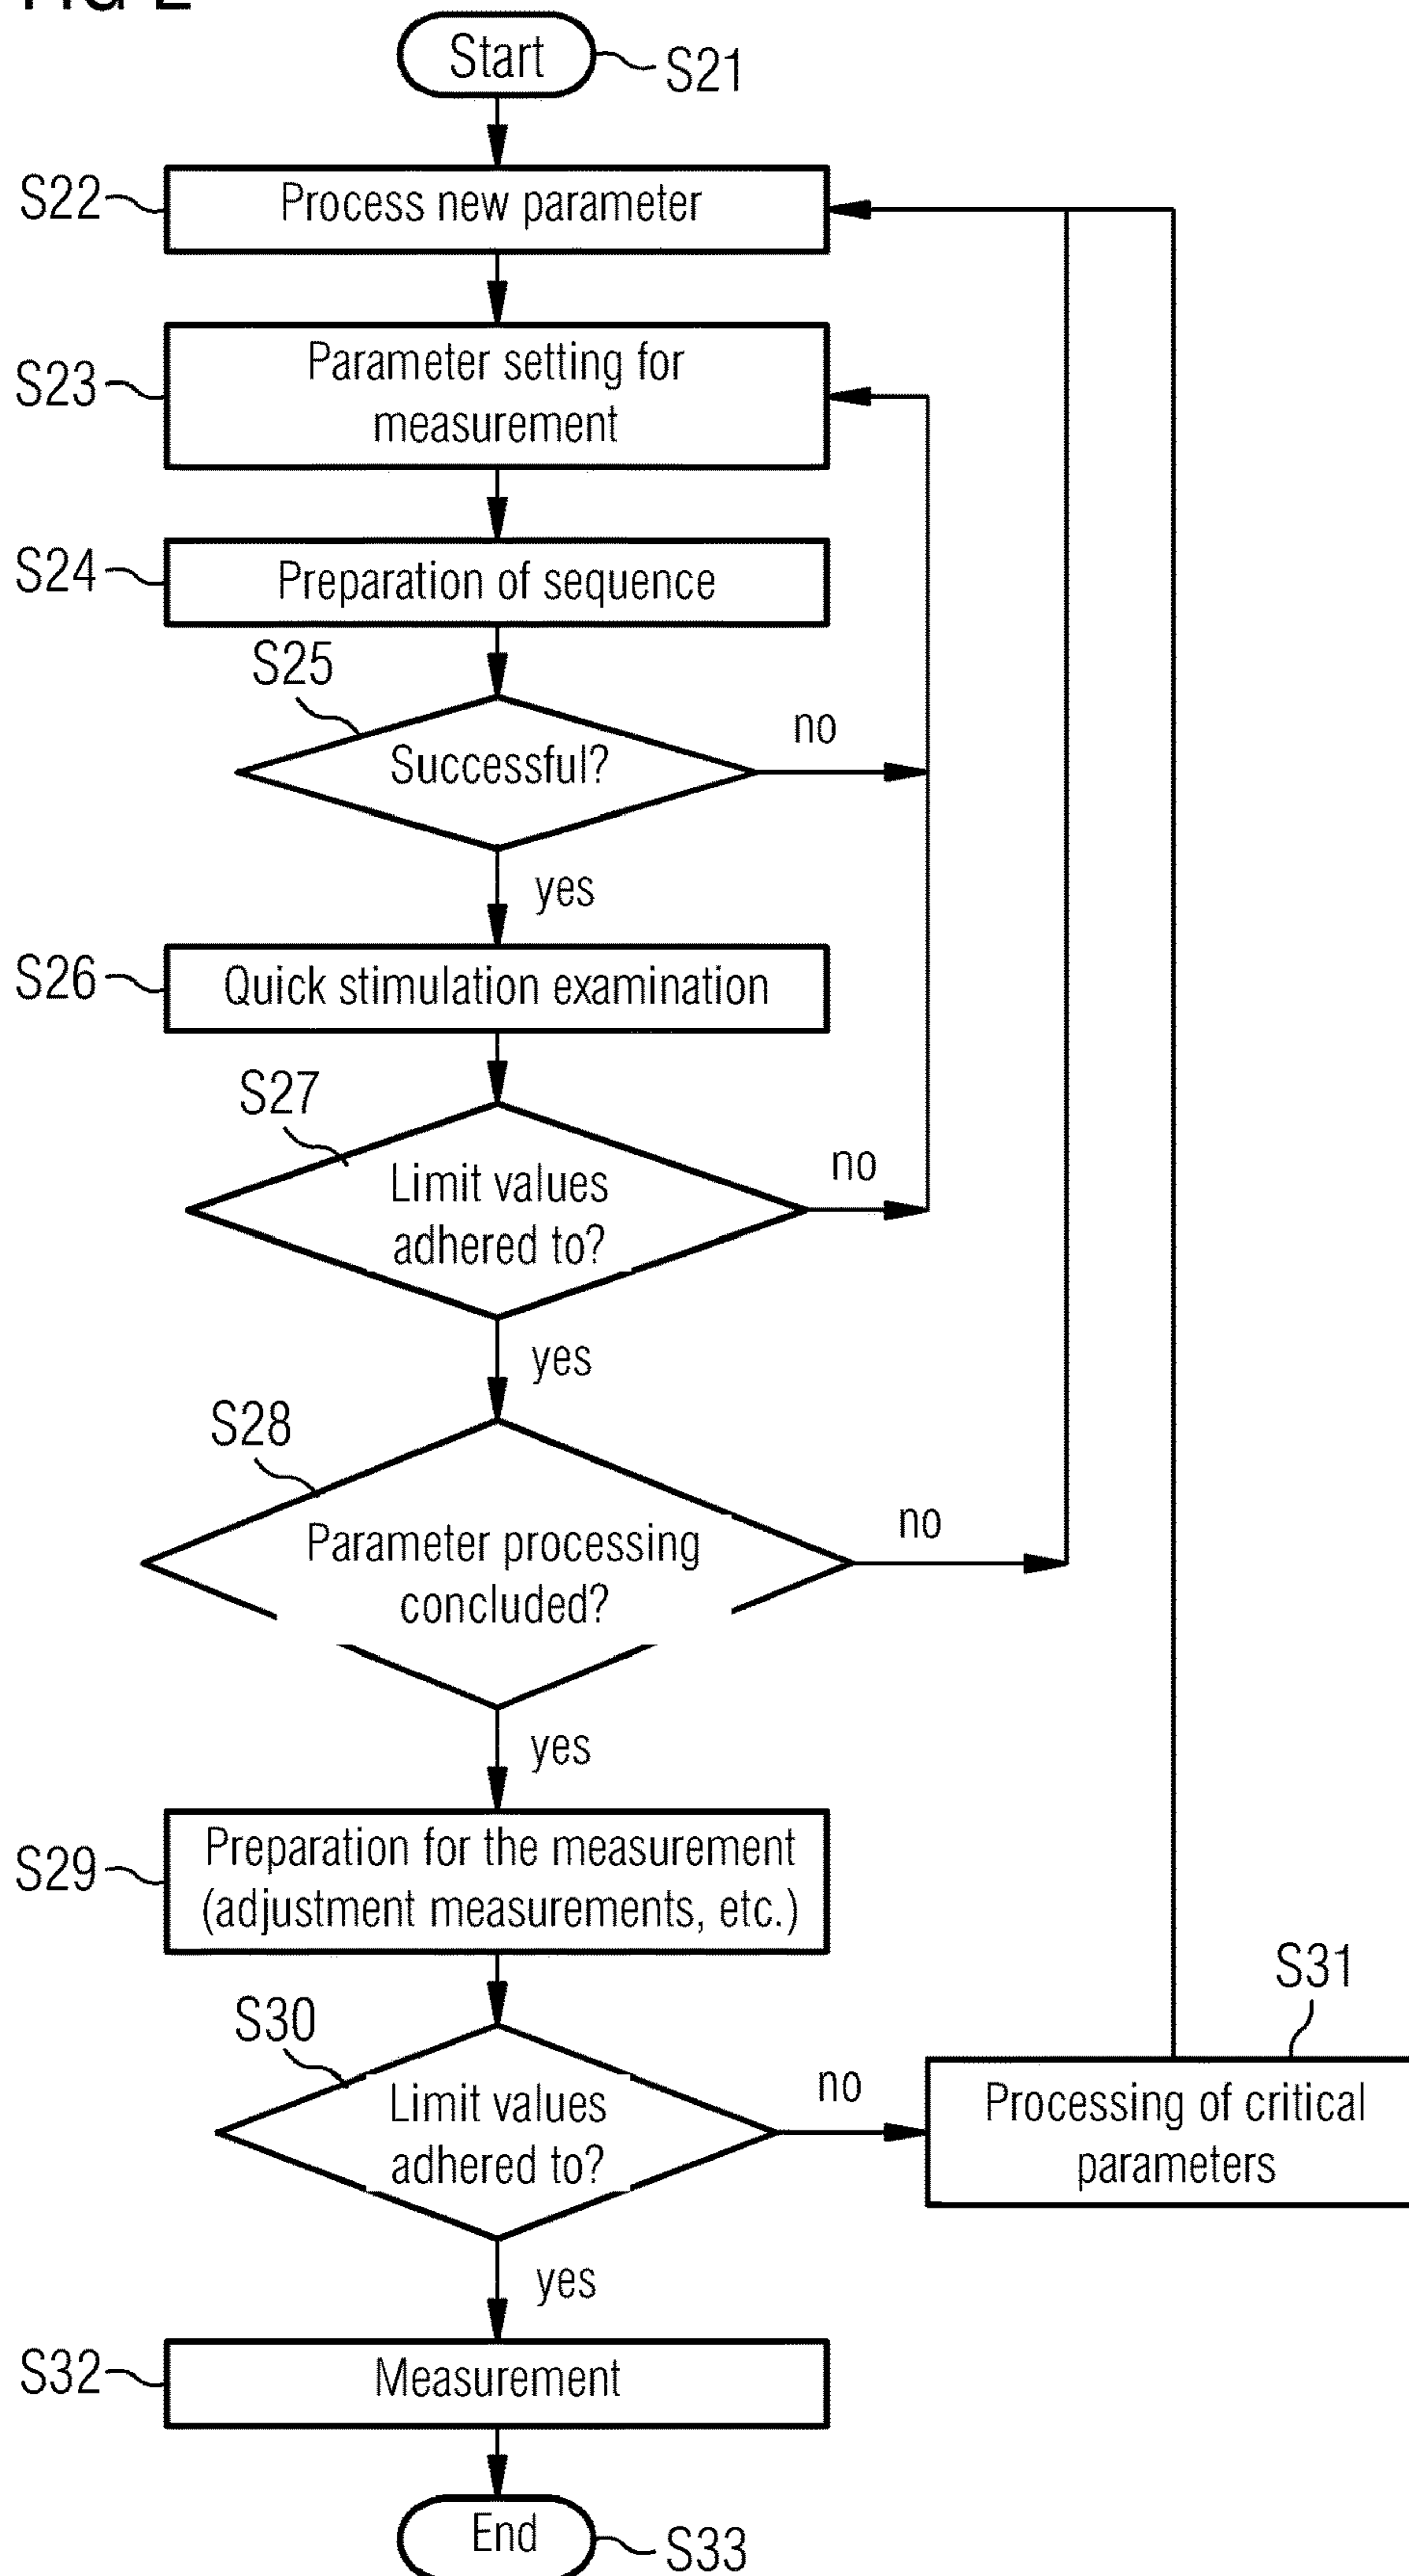 Start
S21
S22
Process new parameter
S23
Parameter setting for
measurement
S24
Preparation of sequence
S25
Successful?
no
yes
S26
Quick stimulation examination
S27
Limit values
adhered to?
no
yes
S28
Parameter processing
concluded?
no
yes
S29
Preparation for the measurement
(adjustment measurements, etc.)
S30
Limit values
adhered to?
no
S31
Processing of critical
parameters
yes
S32
Measurement
End
S33